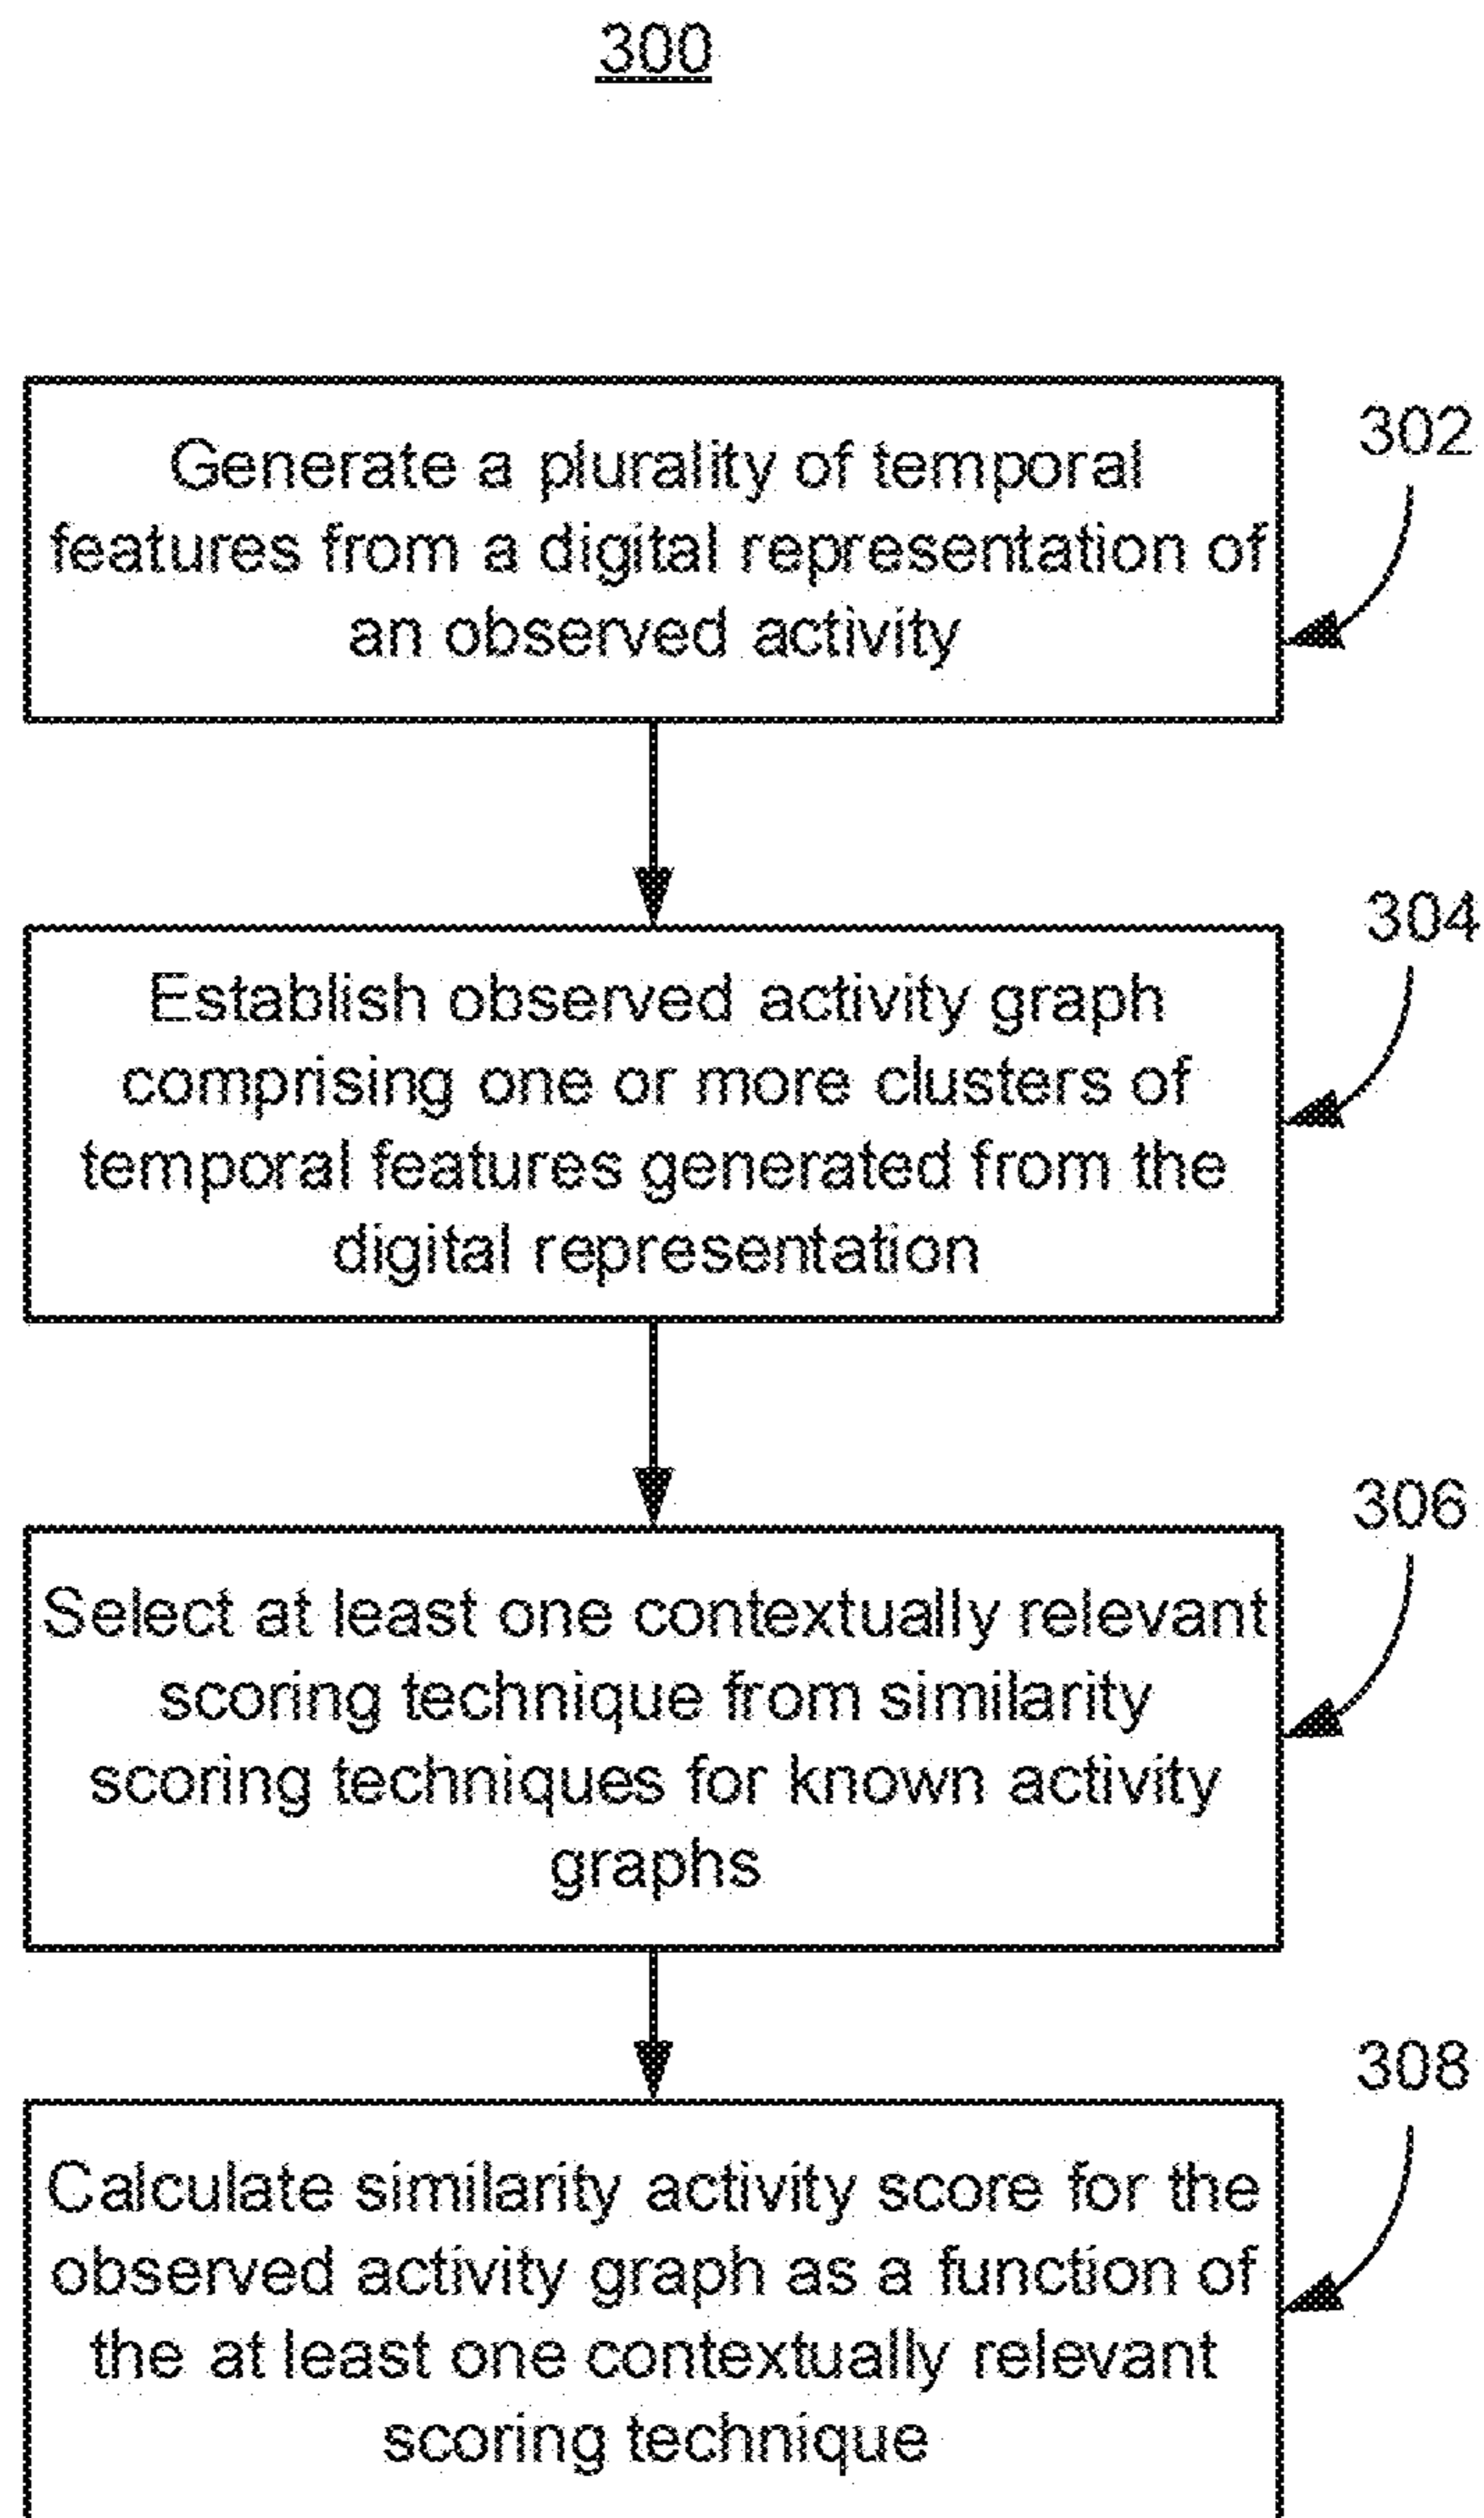 300
302
Generate a plurality of temporal
features from a digital representation of
an observed activity
304
Establish observed activity graph
comprising one or more clusters of
temporal features generated from the
digital representation
306
Select at least one contextually relevant
scoring technique from similarity
scoring techniques for known activity
graphs
308
Calculate similarity activity score for the
observed activity graph as a function of
the at least one contextually relevant
scoring technique